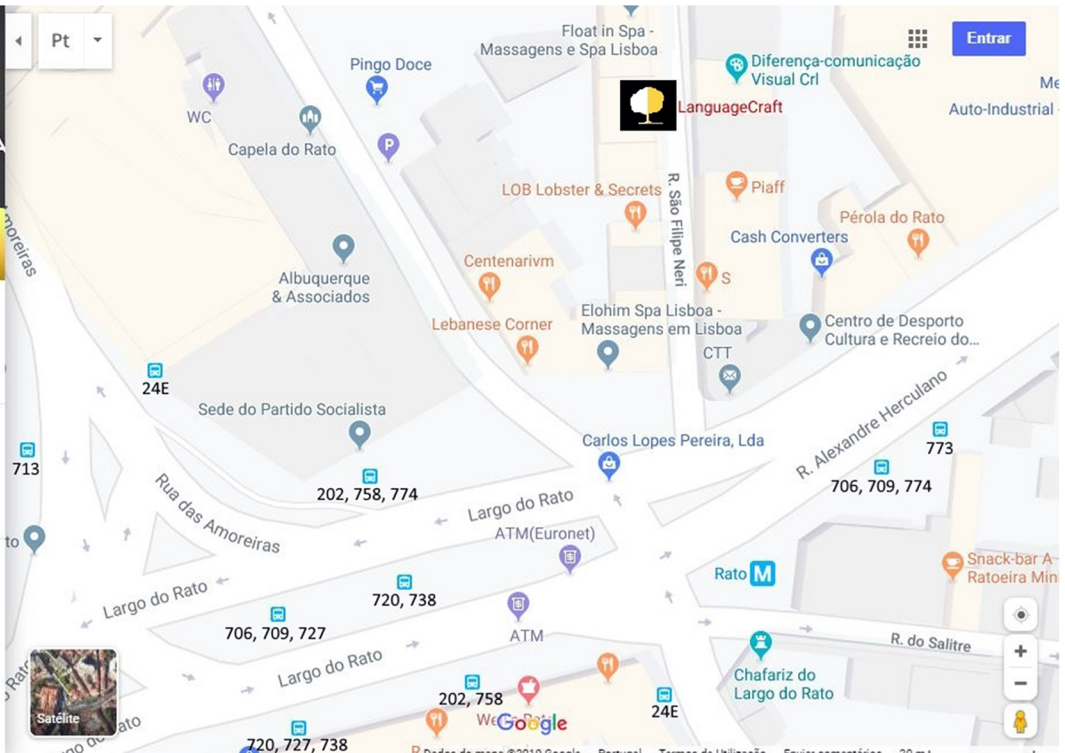 Pt
Entrar
Float in Spa -
Massagens e Spa Lisboa
Diferença-comunicação
Visual Crl
Pingo Doce
LanguageCraft
Auto-Industrial -
WC
P
Capela do Rato
LOB Lobster & Secrets
R. São Filipe Neri
Piaff
Pérola do Rato
Cash Converters
Centenarivm
S
Albuquerque
& Associados
Elohim Spa Lisboa -
Massagens em Lisboa
Lebanese Corner
Centro de Desporto
Cultura e Recreio do...
CTT
24E
Sede do Partido Socialista
R. Alexandre Herculano
Carlos Lopes Pereira, Lda
773
713
706, 709, 774
202, 758, 774
Rua das Amoreiras
Largo do Rato
ATM(Euronet)
Snack-bar A
Rato M
Largo do Rato
720, 738
ATM
706, 709, 727
R. do Salitre
Largo do Rato
Chafariz do
Largo do Rato
202, 758
24E
Satélite
Google
720, 727, 738